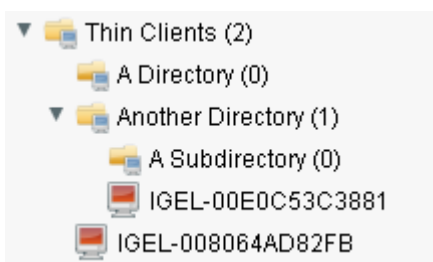 Thin Clients (2)
A Directory (0)
Another Directory (1)
A Subdirectory (0)
IGEL-00E0C53C3881
IGEL-008064AD82FB